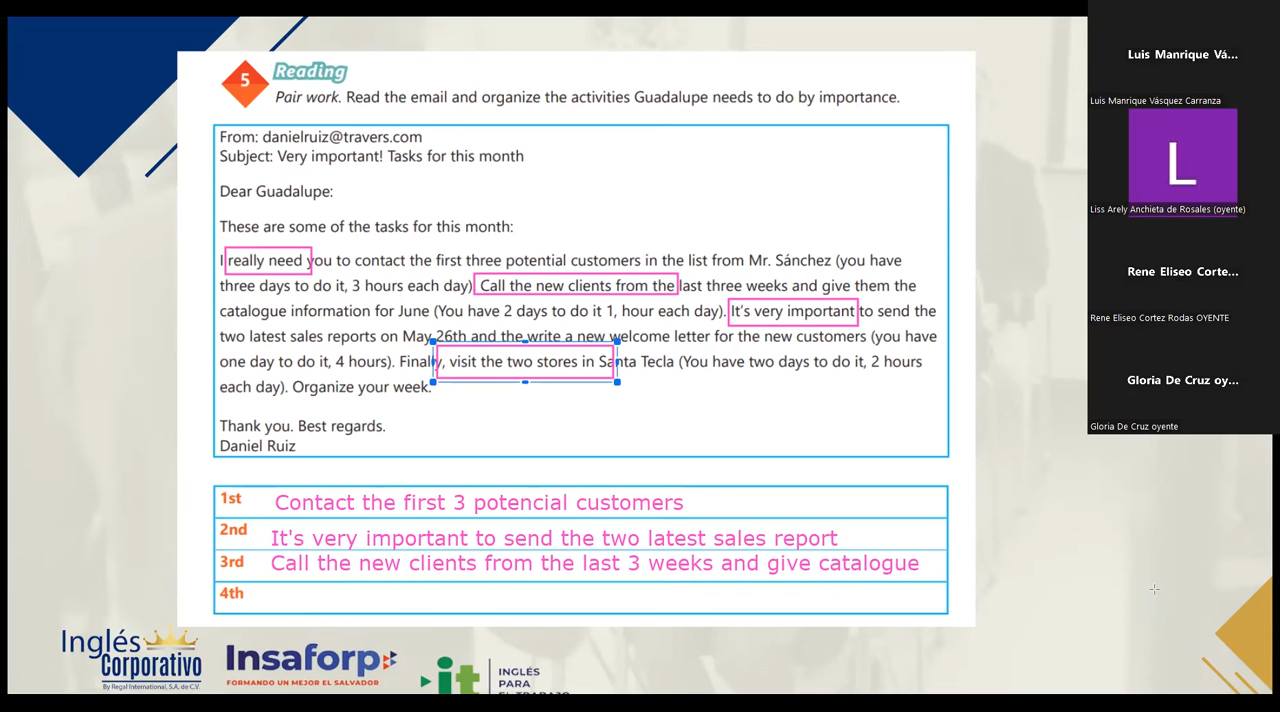 5
Reading
Pair work. Read the email and organize the activities Guadalupe needs to do by importance.
From: danielruiz@travers.com
Subject: Very important! Tasks for this month
Dear Guadalupe:
These are some of the tasks for this month:
I really need you to contact the first three potential customers in the list from Mr. Sánchez (you have
three days to do it, 3 hours each day) Call the new clients from the last three weeks and give them the
catalogue information for June (You have 2 days to do it 1, hour each day). It's very important to send the
two latest sales reports on May 26th and the write a new welcome letter for the new customers (you have
one day to do it, 4 hours). Finally, visit the two stores in Santa Tecla (You have two days to do it, 2 hours
each day). Organize your week.
Thank you. Best regards.
Daniel Ruiz
1st Contact the first 3 potencial customers
2nd It's very important to send the two latest sales report
3rd Call the new clients from the last 3 weeks and give catalogue
4th
Inglés
Corporativo
By Regal International, S.A. de C.V.
Insaforp
FORMANDO UN MEJOR EL SALVADOR
it
INGLÉS
PARA
EL TRABAJO
Luis Manrique Vá...
Luis Manrique Vásquez Carranza
L
Liss Arely Anchieta de Rosales (oyente)
Rene Eliseo Corte...
Rene Eliseo Cortez Rodas OYENTE
Gloria De Cruz oy...
Gloria De Cruz oyente